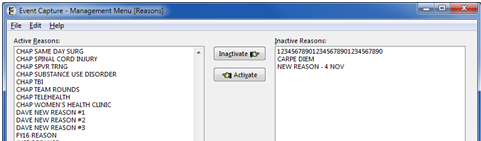 Event Capture - Management Menu [Reasons]
File Edit Help
Active Reasons:
CHAP SAME DAY SURG
CHAP SPINAL CORD INJURY
CHAP SPVR TRNG
CHAP SUBSTANCE USE DISORDER
CHAP TBI
CHAP TEAM ROUNDS
CHAP TELEHEALTH
CHAP WOMEN'S HEALTH CLINIC
DAVE NEW REASON #1
DAVE NEW REASON #2
DAVE NEW REASON #3
FY16 REASON
Inactivate
Activate
Inactive Reasons:
123456789012345678901234567890
CARPE DIEM
NEW REASON - 4 NOV